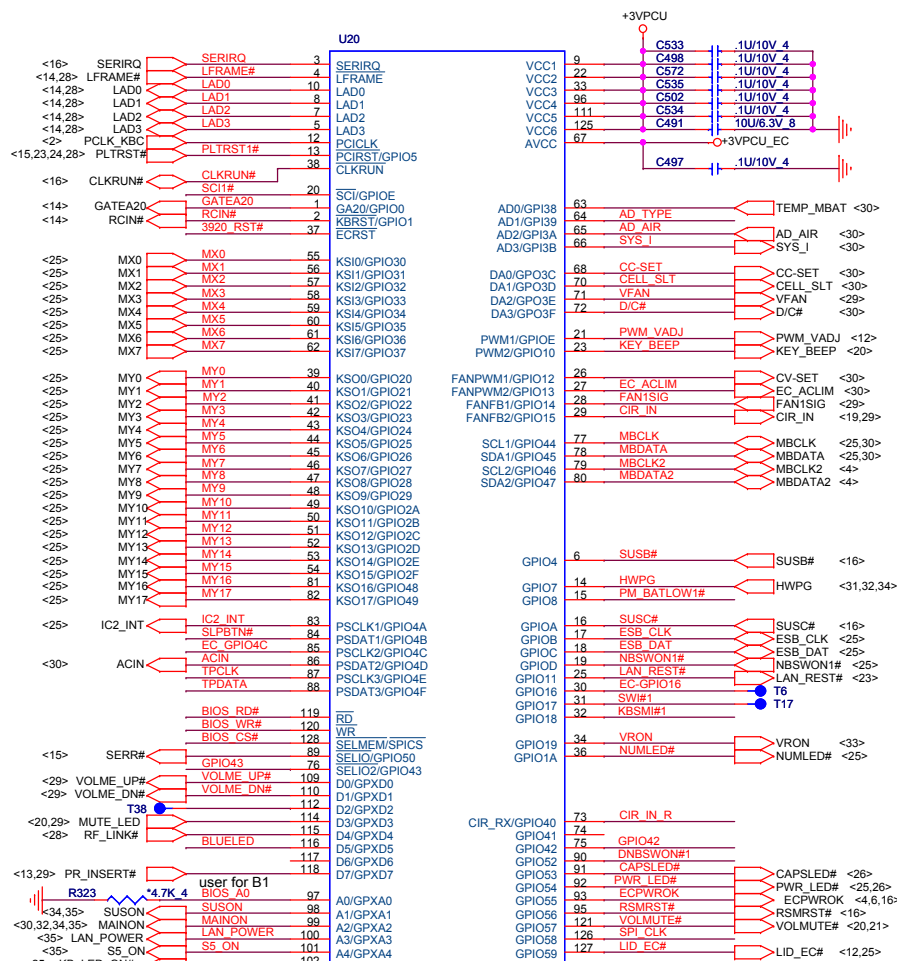 +3VPCU
U20
<16> SERIRQ SERIRQ 3 SERIRQ VCC1 9 C533 .1U/10V_4
<14,28> LFRAME# LFRAME# 4 LFRAME VCC2 22 C498 .1U/10V_4
<14,28> LAD0 LAD0 10 LAD0 VCC3 33 C572 .1U/10V_4
<14,28> LAD1 LAD1 8 LAD1 VCC4 96 C535 .1U/10V_4
<14,28> LAD2 LAD2 7 LAD2 VCC5 111 C502 .1U/10V_4
<14,28> LAD3 LAD3 5 LAD3 VCC6 125 C534 .1U/10V_4
C491 10U/6.3V_8
<2> PCLK_KBC 12 PCICLK AVCC 67 +3VPCU_EC
<15,23,24,28> PLTRST# PLTRST1# 13 PCIRST/GPIO5
38 CLKRUN C497 .1U/10V_4
<16> CLKRUN# CLKRUN#
SCI1# 20 SCI/GPIOE
<14> GATEA20 GATEA20 1 GA20/GPIO0 AD0/GPI38 63 TEMP_MBAT <30>
<14> RCIN# RCIN# 2 KBRST/GPIO1 AD1/GPI39 64 AD_TYPE
3920_RST# 37 ECRST AD2/GPI3A 65 AD_AIR AD_AIR <30>
AD3/GPI3B 66 SYS_I SYS_I <30>
<25> MX0 MX0 55 KSI0/GPIO30
<25> MX1 MX1 56 KSI1/GPIO31 DA0/GPO3C 68 CC-SET CC-SET <30>
<25> MX2 MX2 57 KSI2/GPIO32 DA1/GPO3D 70 CELL_SLT CELL_SLT <30>
<25> MX3 MX3 58 KSI3/GPIO33 DA2/GPO3E 71 VFAN VFAN <29>
<25> MX4 MX4 59 KSI4/GPIO34 DA3/GPO3F 72 D/C# D/C# <30>
<25> MX5 MX5 60 KSI5/GPIO35
<25> MX6 MX6 61 KSI6/GPIO36 PWM1/GPIOE 21 PWM_VADJ PWM_VADJ <12>
<25> MX7 MX7 62 KSI7/GPIO37 PWM2/GPIO10 23 KEY_BEEP KEY_BEEP <20>
<25> MY0 MY0 39 KSO0/GPIO20 FANPWM1/GPIO12 26 CV-SET <30>
<25> MY1 MY1 40 KSO1/GPIO21 FANPWM2/GPIO13 27 EC_ACLIM EC_ACLIM <30>
<25> MY2 MY2 41 KSO2/GPIO22 FANFB1/GPIO14 28 FAN1SIG FAN1SIG <29>
<25> MY3 MY3 42 KSO3/GPIO23 FANFB2/GPIO15 29 CIR_IN CIR_IN <19,29>
<25> MY4 MY4 43 KSO4/GPIO24
<25> MY5 MY5 44 KSO5/GPIO25 SCL1/GPIO44 77 MBCLK MBCLK <25,30>
<25> MY6 MY6 45 KSO6/GPIO26 SDA1/GPIO45 78 MBDATA MBDATA <25,30>
<25> MY7 MY7 46 KSO7/GPIO27 SCL2/GPIO46 79 MBCLK2 MBCLK2 <4>
<25> MY8 MY8 47 KSO8/GPIO28 SDA2/GPIO47 80 MBDATA2 MBDATA2 <4>
<25> MY9 MY9 48 KSO9/GPIO29
<25> MY10 MY10 49 KSO10/GPIO2A
<25> MY11 MY11 50 KSO11/GPIO2B
<25> MY12 MY12 51 KSO12/GPIO2C
<25> MY13 MY13 52 KSO13/GPIO2D
<25> MY14 MY14 53 KSO14/GPIO2E GPIO4 6 SUSB# SUSB# <16>
<25> MY15 MY15 54 KSO15/GPIO2F
<25> MY16 MY16 81 KSO16/GPIO48 GPIO7 14 HWPG HWPG <31,32,34>
<25> MY17 MY17 82 KSO17/GPIO49 GPIO8 15 PM_BATLOW1#
<25> IC2_INT IC2_INT 83 PSCLK1/GPIO4A GPIOA 16 SUSC# SUSC# <16>
SLPBTN# 84 PSDAT1/GPIO4B GPIOB 17 ESB_CLK ESB_CLK <25>
EC_GPIO4C 85 PSCLK2/GPIO4C GPIOC 18 ESB_DAT ESB_DAT <25>
<30> ACIN ACIN 86 PSDAT2/GPIO4D GPIOD 19 NBSWON1# NBSWON1# <25>
TPCLK 87 PSCLK3/GPIO4E GPIO11 25 LAN_REST# LAN_REST# <23>
TPDATA 88 PSDAT3/GPIO4F GPIO16 30 EC-GPIO16 T6
GPIO17 31 SWI#1 T17
BIOS_RD# 119 RD GPIO18 32 KBSMI#1
BIOS_WR# 120 WR
BIOS_CS# 128 SELMEM/SPICS GPIO19 34 VRON VRON <33>
<15> SERR# 89 SELIO/GPIO50 GPIO1A 36 NUMLED# NUMLED# <25>
GPIO43 76 SELIO2/GPIO43
<29> VOLME_UP# VOLME_UP# 109 D0/GPXD0
<29> VOLME_DN# VOLME_DN# 110 D1/GPXD1
T38 112 D2/GPXD2
<20,29> MUTE_LED 114 D3/GPXD3 CIR_RX/GPIO40 73 CIR_IN_R
<28> RF_LINK# 115 D4/GPXD4 GPIO41 74
BLUELED 116 D5/GPXD5 GPIO42 75 GPIO42
117 D6/GPXD6 GPIO52 90 DNBSWON#1
<13,29> PR_INSERT# 118 D7/GPXD7 GPIO53 91 CAPSLED# CAPSLED# <26>
user for B1 GPIO54 92 PWR_LED# PWR_LED# <25,26>
R323 *4.7K_4 BIOS_A0 97 A0/GPXA0 GPIO55 93 ECPWROK ECPWROK <4,6,16>
<34,35> SUSON SUSON 98 A1/GPXA1 GPIO56 95 RSMRST# RSMRST# <16>
<30,32,34,35> MAINON MAINON 99 A2/GPXA2 GPIO57 121 VOLMUTE# VOLMUTE# <20,21>
<35> LAN_POWER LAN_POWER 100 A3/GPXA3 GPIO58 126 SPI_CLK
<35> S5_ON S5_ON 101 A4/GPXA4 GPIO59 127 LID_EC# LID_EC# <12,25>